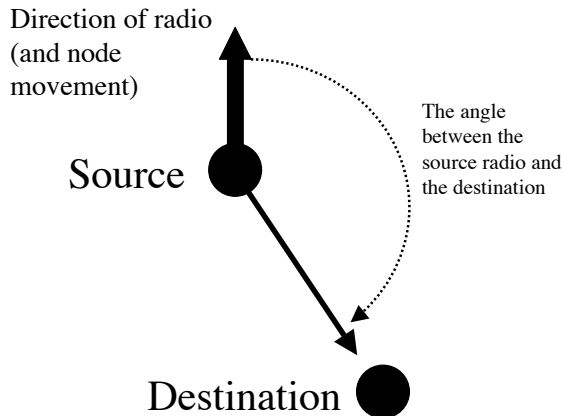 Direction of radio
(and node
movement)
The angle
between the
source radio and
the destination
Source
Destination